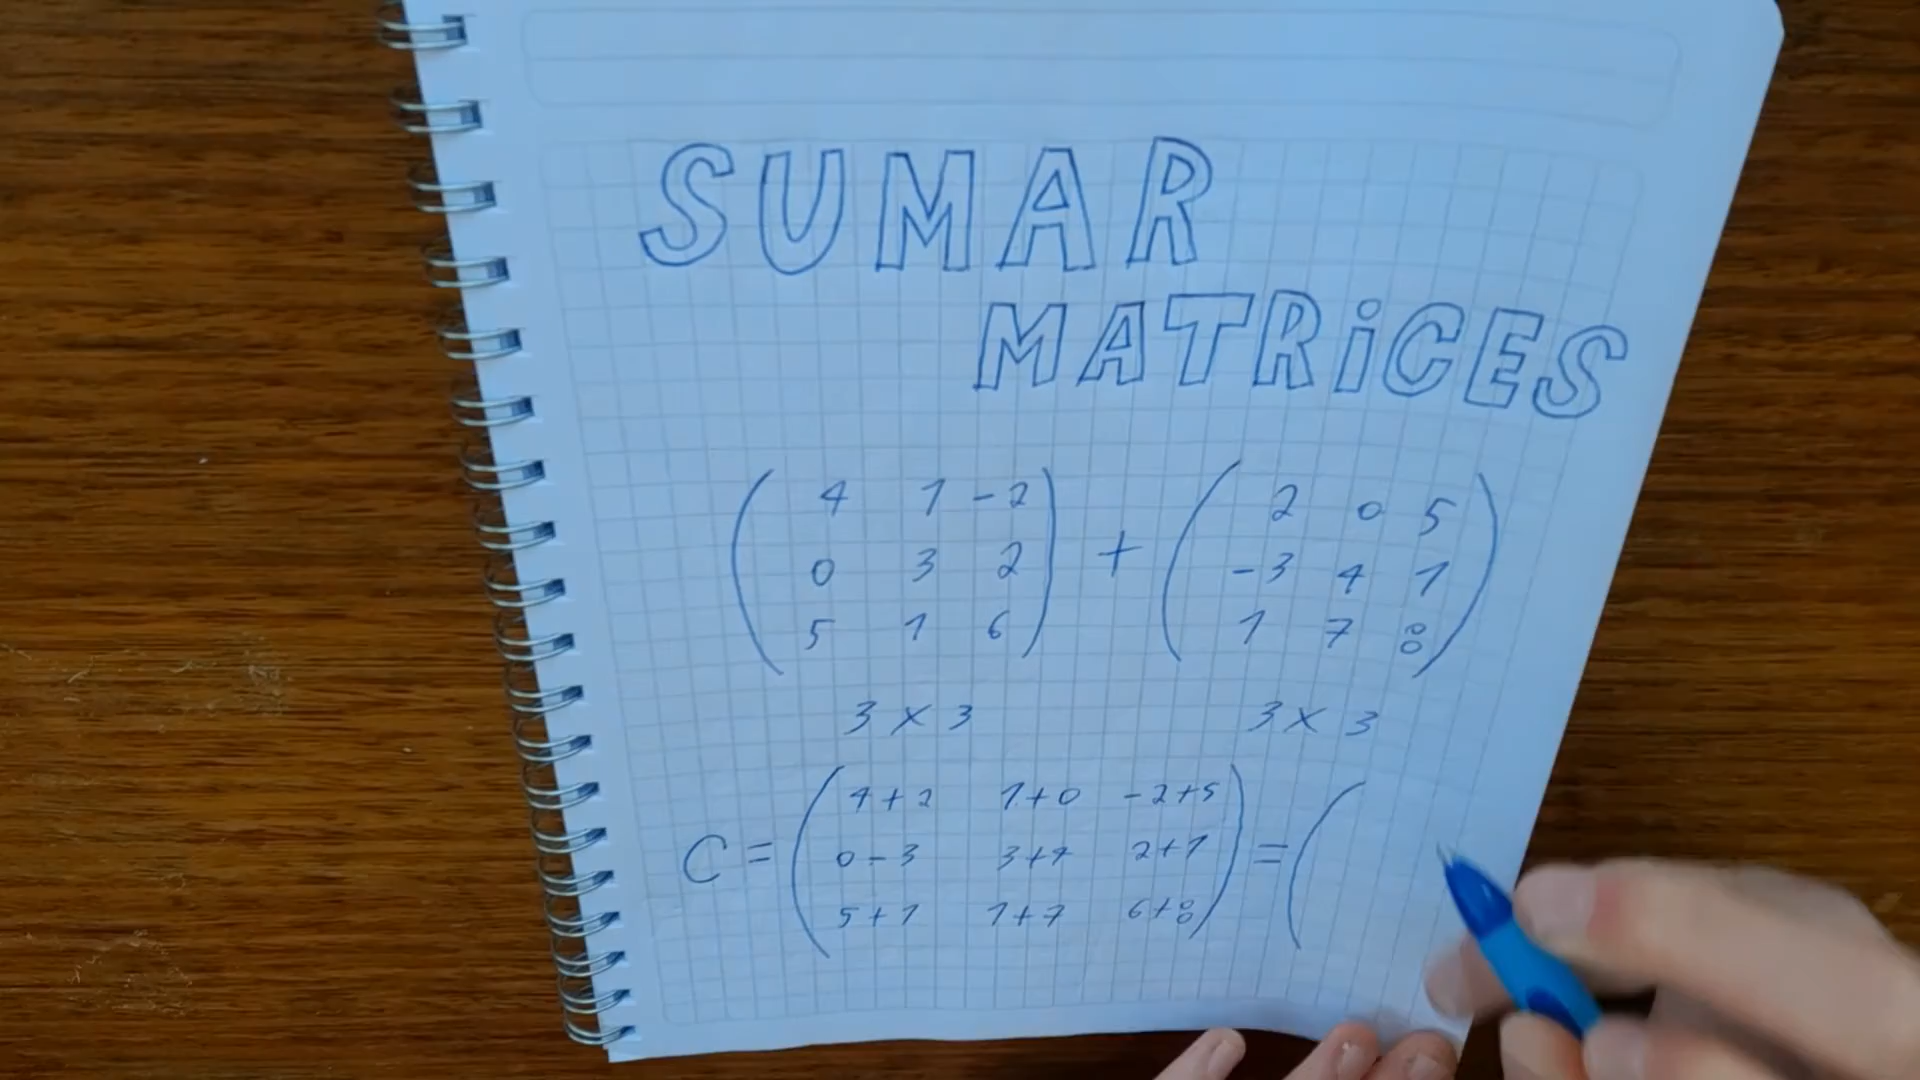 SUMAR
MATRiCES
( 4 1 -2 ) + ( 2 0 5 )
0 3 2 -3 4 1
5 1 6 1 7 8
3 x 3 3 x 3
C = ( 4+2 1+0 -2+5 ) = (
0-3 3+4 2+1
5+1 1+7 6+8